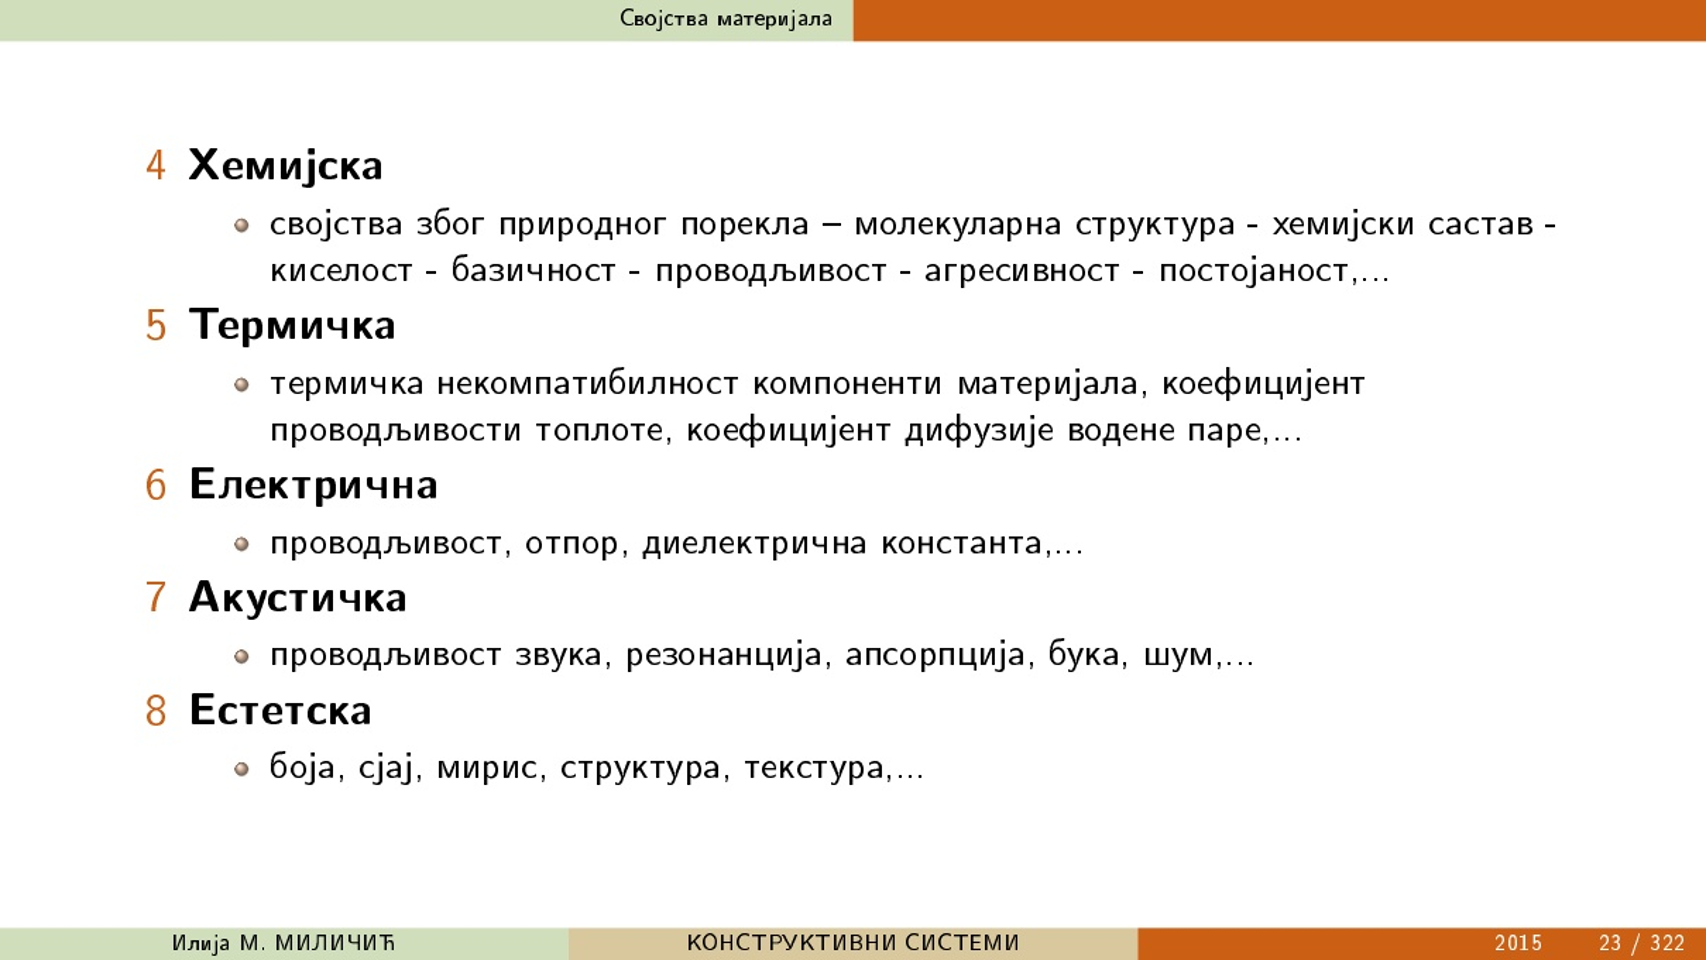 Својства материјала
4 Хемијска
својства због природног порекла – молекуларна структура - хемијски састав -
киселост - базичност - проводљивост - агресивност - постојаност,...
5 Термичка
термичка некомпатибилност компоненти материјала, коефицијент
проводљивости топлоте, коефицијент дифузије водене паре,...
6 Електрична
проводљивост, отпор, диелектрична константа,...
7 Акустичка
проводљивост звука, резонанција, апсорпција, бука, шум,...
8 Естетска
боја, сјај, мирис, структура, текстура,...
Илија М. МИЛИЧИЋ КОНСТРУКТИВНИ СИСТЕМИ 2015 23 / 322